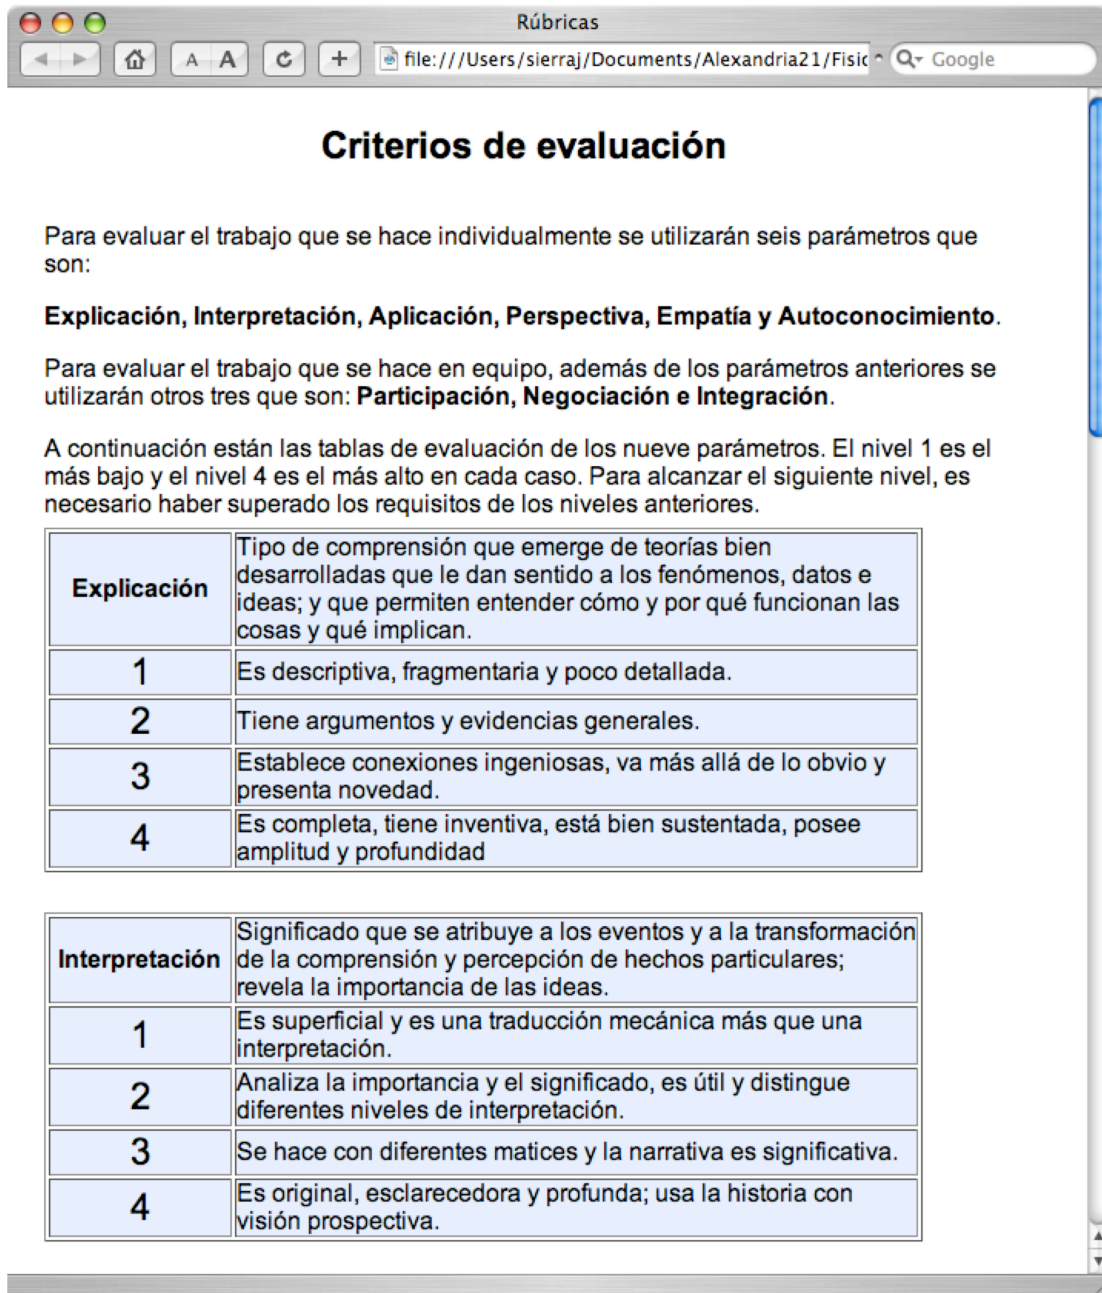 Rúbricas
A A
file:///Users/sierraj/Documents/Alexandria21/Fisic
Google
Criterios de evaluación
Para evaluar el trabajo que se hace individualmente se utilizarán seis parámetros que
son:
Explicación, Interpretación, Aplicación, Perspectiva, Empatía y Autoconocimiento.
Para evaluar el trabajo que se hace en equipo, además de los parámetros anteriores se
utilizarán otros tres que son: Participación, Negociación e Integración.
A continuación están las tablas de evaluación de los nueve parámetros. El nivel 1 es el
más bajo y el nivel 4 es el más alto en cada caso. Para alcanzar el siguiente nivel, es
necesario haber superado los requisitos de los niveles anteriores.
Explicación
Tipo de comprensión que emerge de teorías bien
desarrolladas que le dan sentido a los fenómenos, datos e
ideas; y que permiten entender cómo y por qué funcionan las
cosas y qué implican.
1
Es descriptiva, fragmentaria y poco detallada.
2
Tiene argumentos y evidencias generales.
3
Establece conexiones ingeniosas, va más allá de lo obvio y
presenta novedad.
4
Es completa, tiene inventiva, está bien sustentada, posee
amplitud y profundidad
Interpretación
Significado que se atribuye a los eventos y a la transformación
de la comprensión y percepción de hechos particulares;
revela la importancia de las ideas.
1
Es superficial y es una traducción mecánica más que una
interpretación.
2
Analiza la importancia y el significado, es útil y distingue
diferentes niveles de interpretación.
3
Se hace con diferentes matices y la narrativa es significativa.
4
Es original, esclarecedora y profunda; usa la historia con
visión prospectiva.